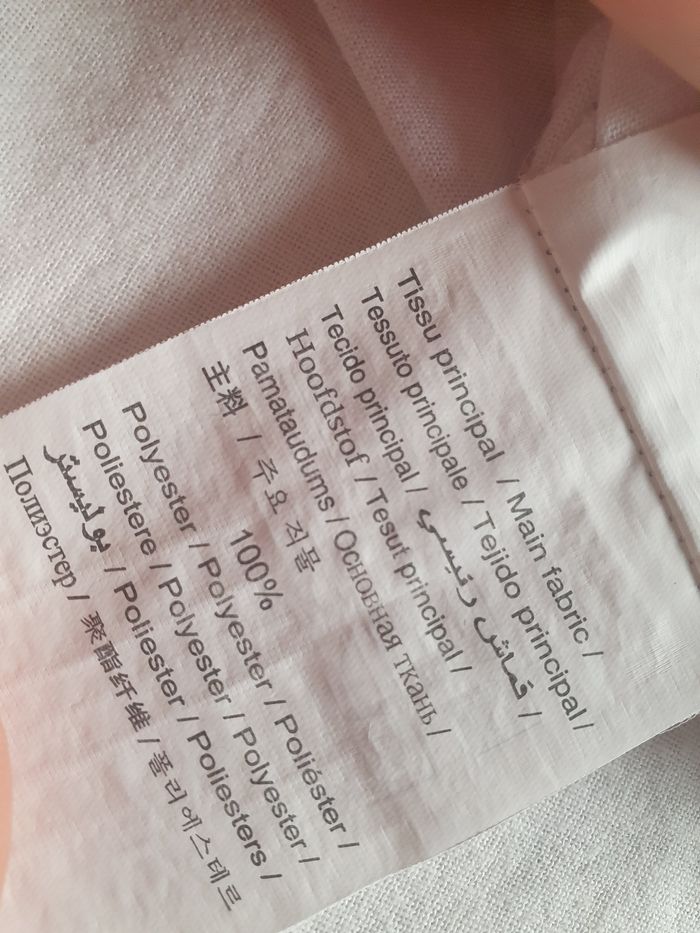 Tissu principal / Main fabric /
Tessuto principale / Tejido principal /
Tecido principal / قماش رئيسي /
Hoofdstof / Tesut principal /
Pamataudums / Основная ткань /
主料 / 주요 직물
100%
Polyester / Polyester / Poliéster /
Poliestere / Polyester / Polyester /
بوليستر / Poliester / Poliesters /
Полиэстер / 聚酯纤维 / 폴리에스테르